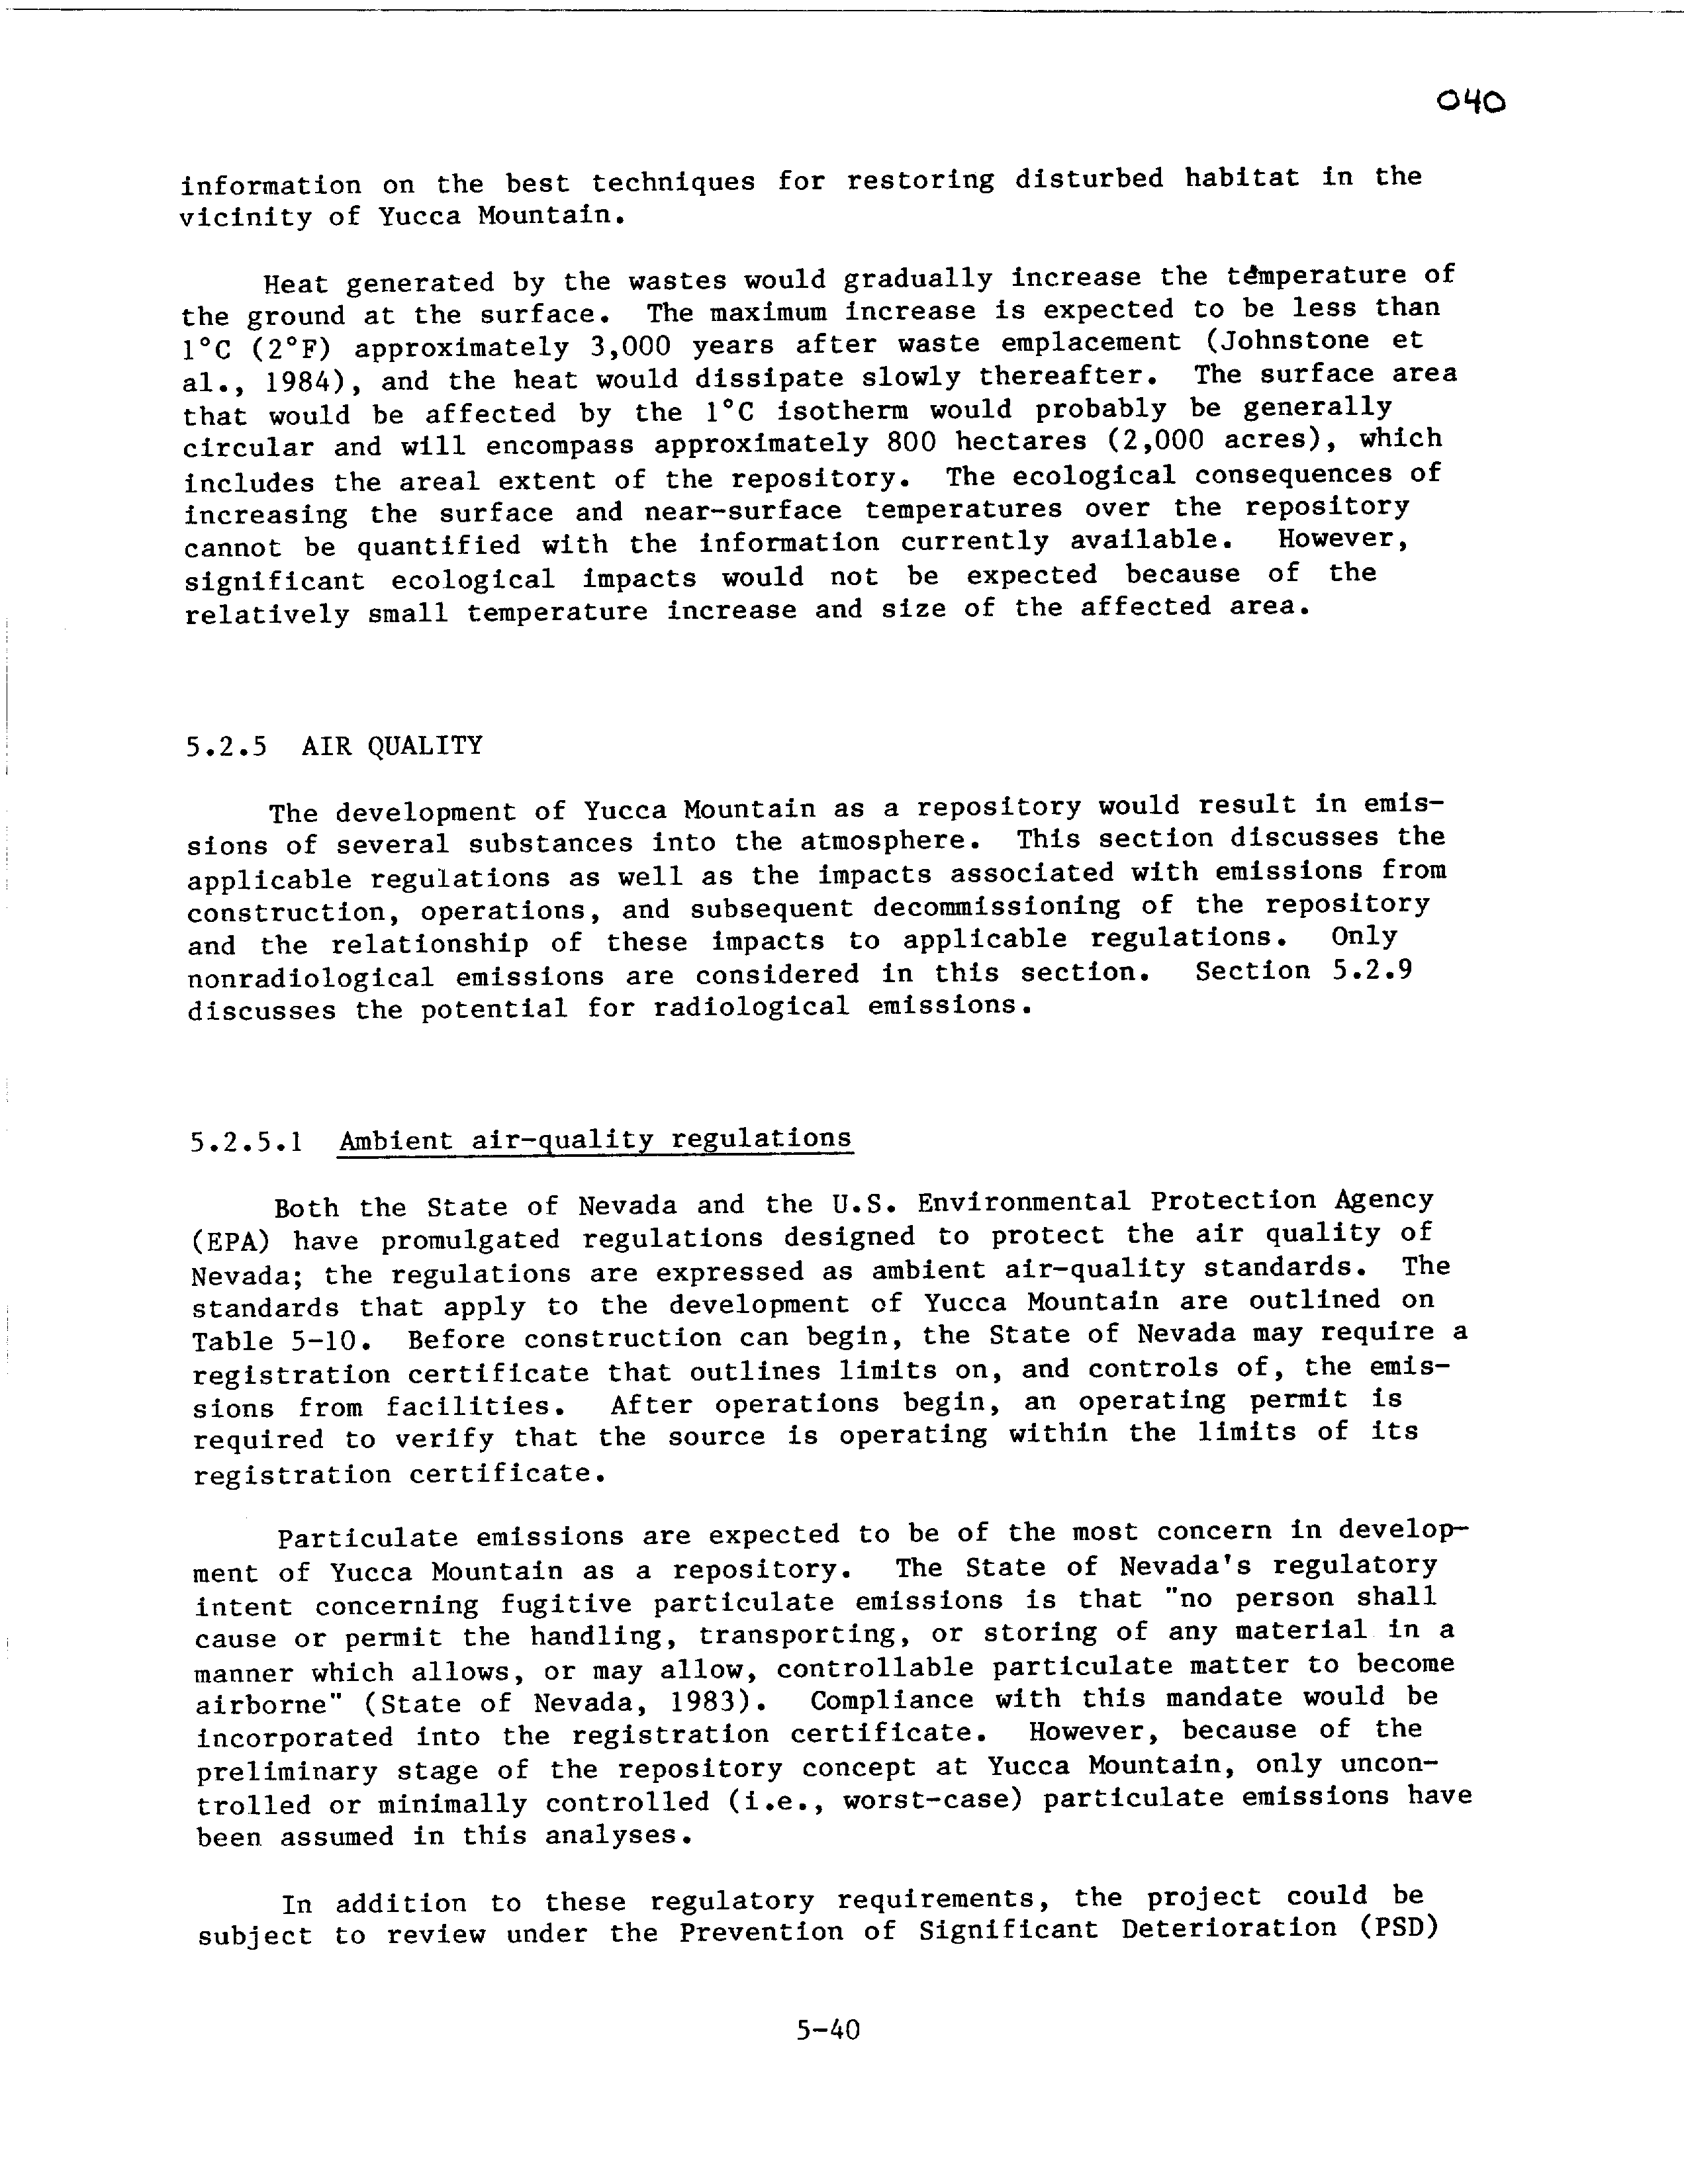 040
information on the best techniques for restoring disturbed habitat in the
vicinity of Yucca Mountain.
Heat generated by the wastes would gradually increase the temperature of
the ground at the surface. The maximum increase is expected to be less than
1°C (2°F) approximately 3,000 years after waste emplacement (Johnstone et
al., 1984), and the heat would dissipate slowly thereafter. The surface area
that would be affected by the 1°C isotherm would probably be generally
circular and will encompass approximately 800 hectares (2,000 acres), which
includes the areal extent of the repository. The ecological consequences of
increasing the surface and near-surface temperatures over the repository
cannot be quantified with the information currently available. However,
significant ecological impacts would not be expected because of the
relatively small temperature increase and size of the affected area.
5.2.5 AIR QUALITY
The development of Yucca Mountain as a repository would result in emis-
sions of several substances into the atmosphere. This section discusses the
applicable regulations as well as the impacts associated with emissions from
construction, operations, and subsequent decommissioning of the repository
and the relationship of these impacts to applicable regulations. Only
nonradiological emissions are considered in this section. Section 5.2.9
discusses the potential for radiological emissions.
5.2.5.1 Ambient air-quality regulations
Both the State of Nevada and the U.S. Environmental Protection Agency
(EPA) have promulgated regulations designed to protect the air quality of
Nevada; the regulations are expressed as ambient air-quality standards. The
standards that apply to the development of Yucca Mountain are outlined on
Table 5-10. Before construction can begin, the State of Nevada may require a
registration certificate that outlines limits on, and controls of, the emis-
sions from facilities. After operations begin, an operating permit is
required to verify that the source is operating within the limits of its
registration certificate.
Particulate emissions are expected to be of the most concern in develop-
ment of Yucca Mountain as a repository. The State of Nevada's regulatory
intent concerning fugitive particulate emissions is that "no person shall
cause or permit the handling, transporting, or storing of any material in a
manner which allows, or may allow, controllable particulate matter to become
airborne" (State of Nevada, 1983). Compliance with this mandate would be
incorporated into the registration certificate. However, because of the
preliminary stage of the repository concept at Yucca Mountain, only uncon-
trolled or minimally controlled (i.e., worst-case) particulate emissions have
been assumed in this analyses.
In addition to these regulatory requirements, the project could be
subject to review under the Prevention of Significant Deterioration (PSD)
5-40